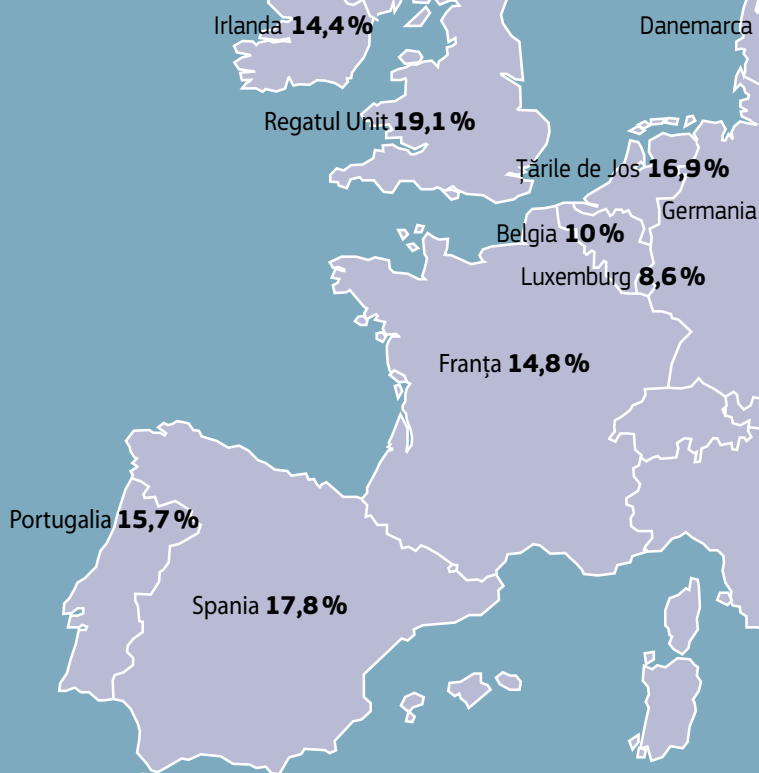 Irlanda 14,4 %
Danemarca
Regatul Unit 19,1 %
Țările de Jos 16,9 %
Germania
Belgia 10 %
Luxemburg 8,6 %
Franța 14,8 %
Portugalia 15,7 %
Spania 17,8 %